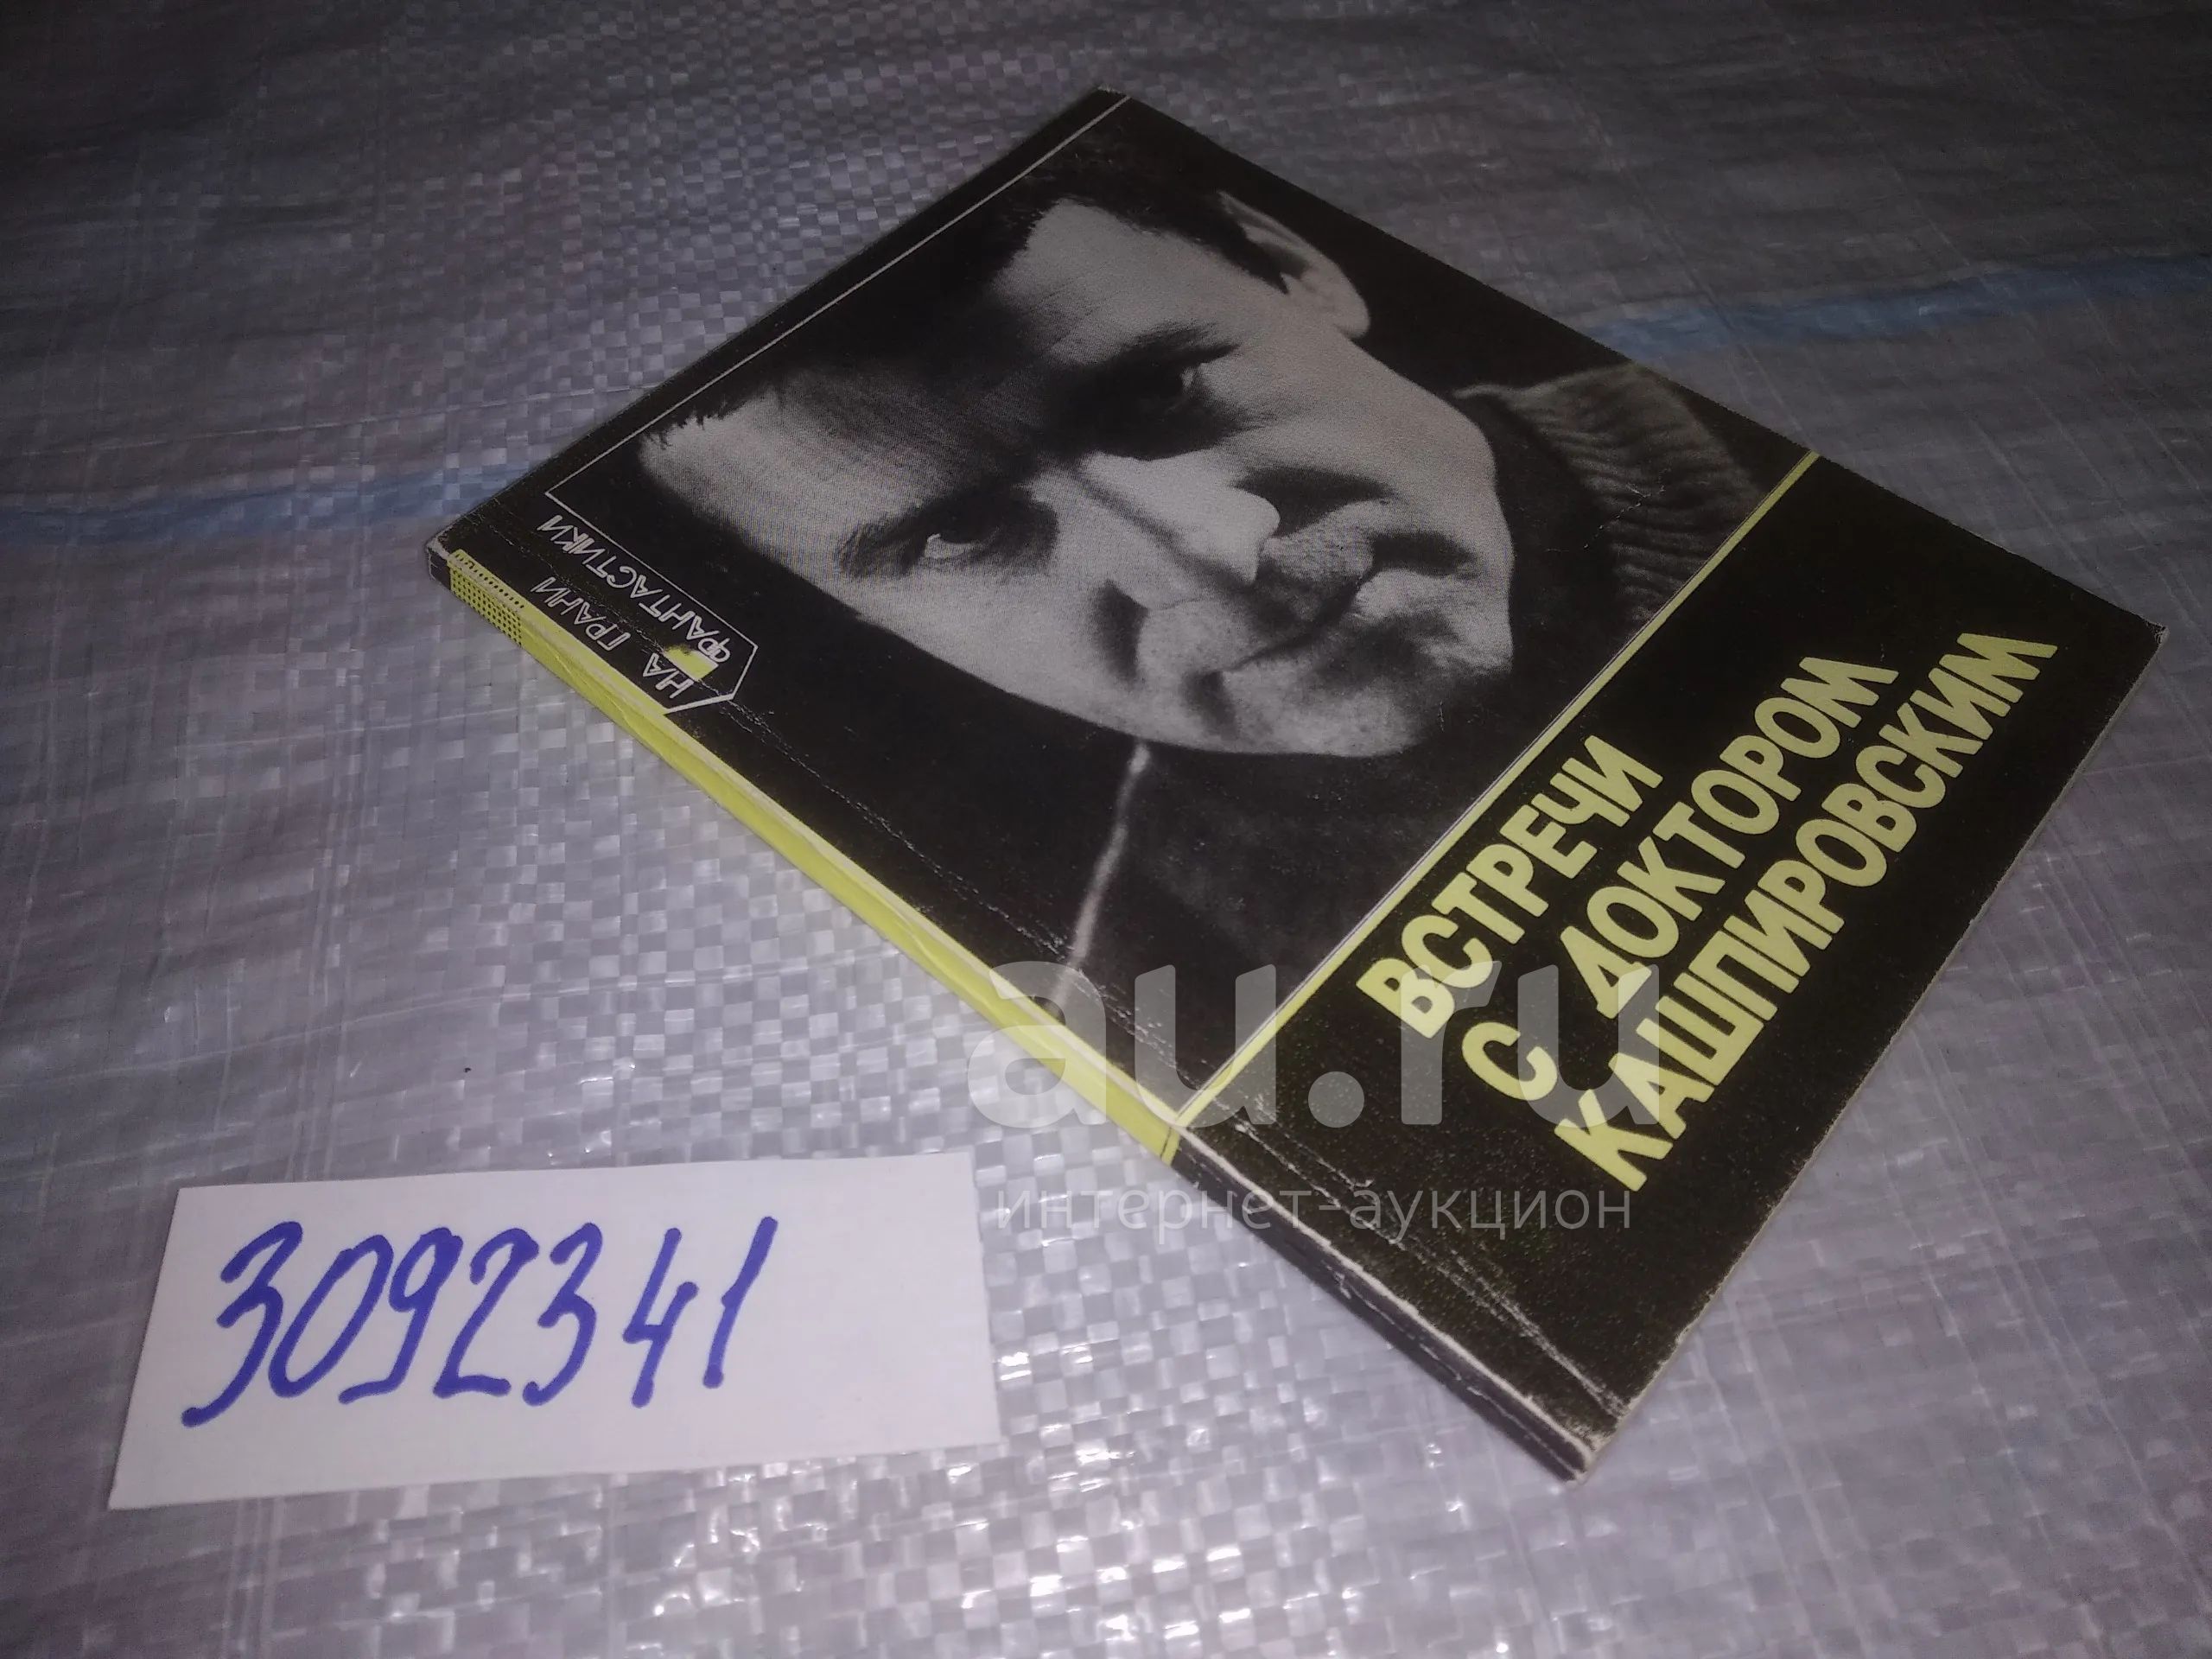 НА ГРАНИ
ФАНТАСТИКИ
ВСТРЕЧИ
С ДОКТОРОМ
КАШПИРОВСКИМ
au.ru
интернет-аукцион
3092341